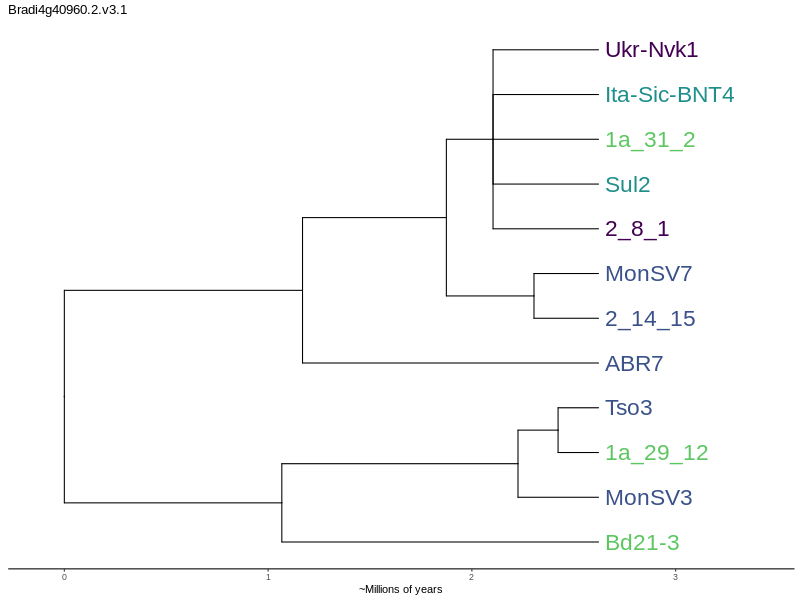 Bradi4g40960.2.v3.1
Ukr-Nvk1
Ita-Sic-BNT4
1a_31_2
Sul2
2_8_1
MonSV7
2_14_15
ABR7
Tso3
1a_29_12
MonSV3
Bd21-3
0 1 2 3
~Millions of years